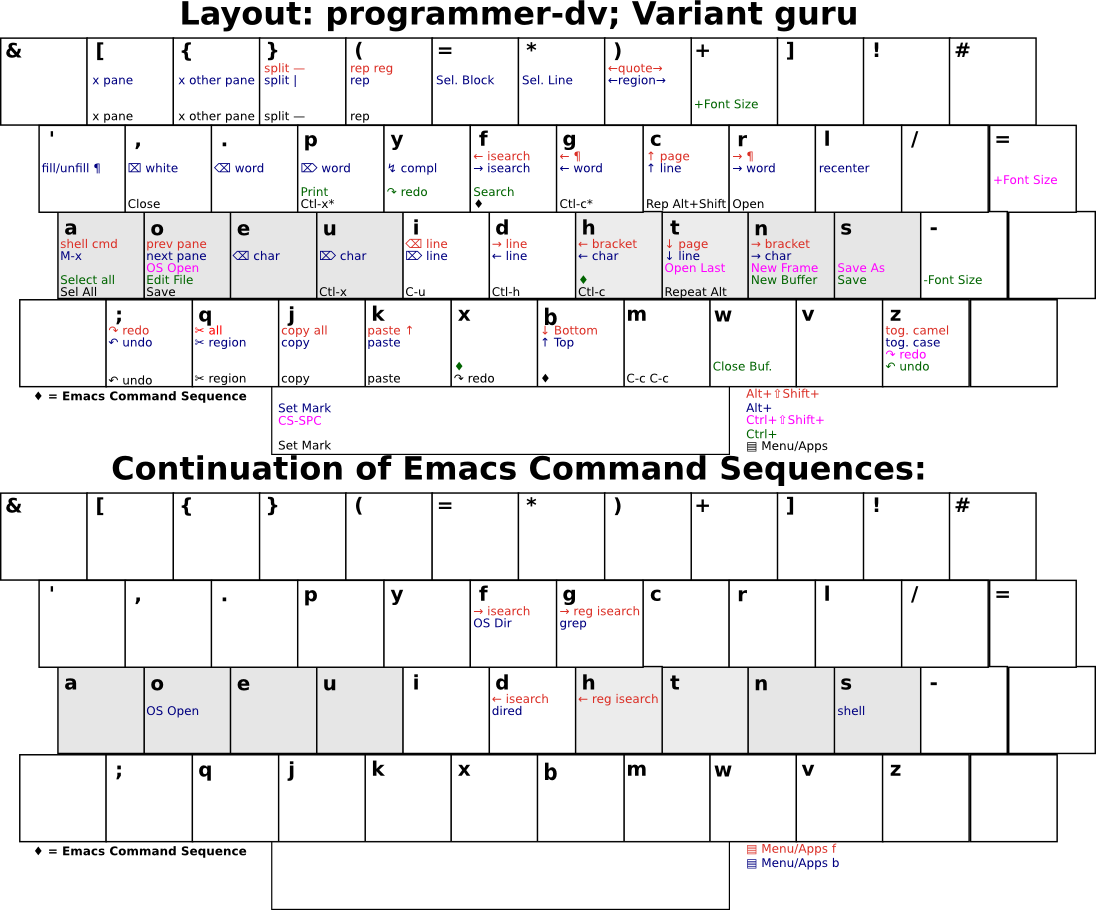 Layout: programmer-dv; Variant guru
& [ { } ( = * ) + ] ! #
split — rep reg ←quote→
x pane x other pane split | rep Sel. Block Sel. Line ←region→
+Font Size
x pane x other pane split — rep
' , . p y f g c r l / =
← isearch ← ¶ ↑ page → ¶
fill/unfill ¶ ⌧ white ⌫ word ⌦ word ↯ compl → isearch ← word ↑ line → word recenter
+Font Size
Print ↷ redo Search
Close Ctl-x* ♦ Ctl-c* Rep Alt+Shift Open
a o e u i d h t n s -
shell cmd prev pane ⌫ line → line ← bracket ↓ page → bracket
M-x next pane ⌫ char ⌦ char ⌦ line ← line ← char ↓ line → char
OS Open Open Last New Frame Save As
Select all Edit File ♦ New Buffer Save -Font Size
Sel All Save Ctl-x C-u Ctl-h Ctl-c Repeat Alt
; q j k x b m w v z
↷ redo ✂ all copy all paste ↑ ↓ Bottom tog. camel
↶ undo ✂ region copy paste ↑ Top tog. case
↷ redo
♦ Close Buf. ↶ undo
↶ undo ✂ region copy paste ↷ redo ♦ C-c C-c
♦ = Emacs Command Sequence
Alt+⇧Shift+
Set Mark Alt+
CS-SPC Ctrl+⇧Shift+
Ctrl+
Set Mark ▤ Menu/Apps
Continuation of Emacs Command Sequences:
& [ { } ( = * ) + ] ! #
' , . p y f g c r l / =
→ isearch → reg isearch
OS Dir grep
a o e u i d h t n s -
← isearch ← reg isearch
OS Open dired shell
; q j k x b m w v z
♦ = Emacs Command Sequence
▤ Menu/Apps f
▤ Menu/Apps b